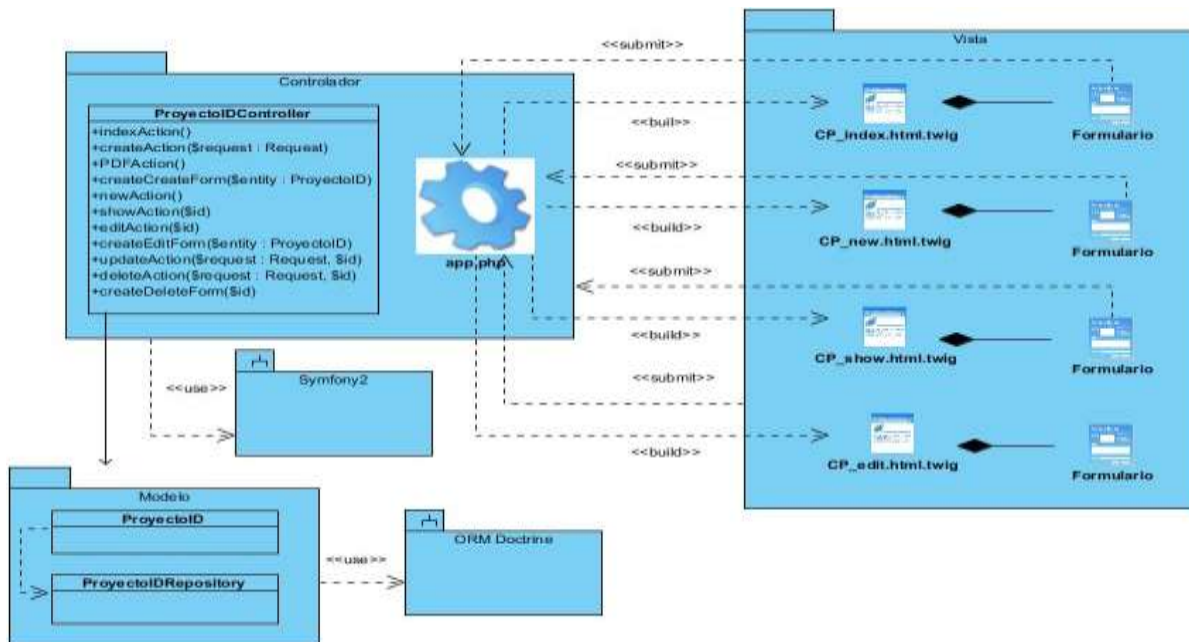 Controlador
ProyectoIDController
+indexAction()
+createAction($request : Request)
+PDFAction()
+createCreateForm($entity : ProyectoID)
+newAction()
+showAction($id)
+editAction($id)
+createEditForm($entity : ProyectoID)
+updateAction($request : Request, $id)
+deleteAction($request : Request, $id)
+createDeleteForm($id)
app.php
<<submit>>
<<buil>>
<<submit>>
<<build>>
<<submit>>
<<build>>
<<submit>>
<<build>>
Vista
CP_index.html.twig
Formulario
CP_new.html.twig
Formulario
CP_show.html.twig
Formulario
CP_edit.html.twig
Formulario
<<use>>
Symfony2
Modelo
ProyectoID
ProyectoIDRepository
<<use>>
ORM Doctrine